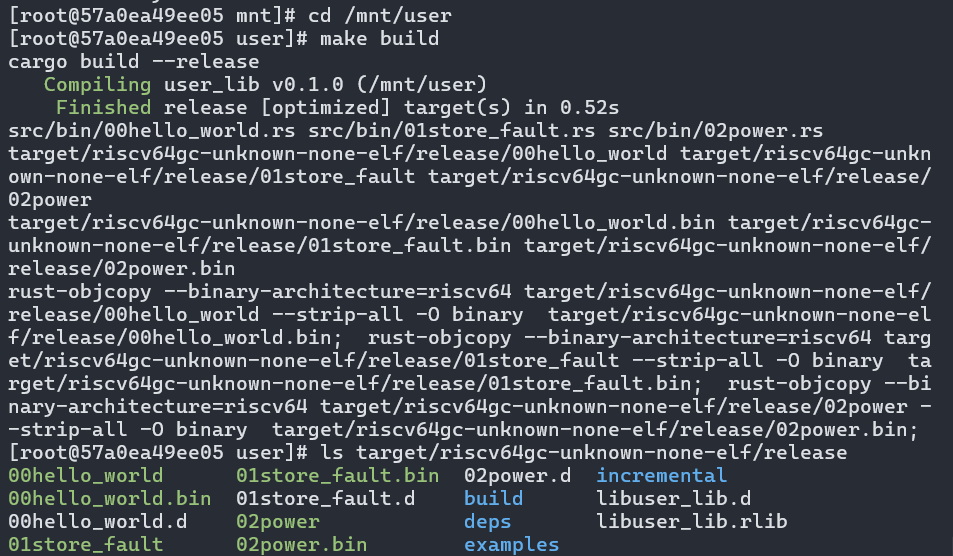 [root@57a0ea49ee05 mnt]# cd /mnt/user
[root@57a0ea49ee05 user]# make build
cargo build --release
   Compiling user_lib v0.1.0 (/mnt/user)
    Finished release [optimized] target(s) in 0.52s
src/bin/00hello_world.rs src/bin/01store_fault.rs src/bin/02power.rs
target/riscv64gc-unknown-none-elf/release/00hello_world target/riscv64gc-unkn
own-none-elf/release/01store_fault target/riscv64gc-unknown-none-elf/release/
02power
target/riscv64gc-unknown-none-elf/release/00hello_world.bin target/riscv64gc-
unknown-none-elf/release/01store_fault.bin target/riscv64gc-unknown-none-elf/
release/02power.bin
rust-objcopy --binary-architecture=riscv64 target/riscv64gc-unknown-none-elf/
release/00hello_world --strip-all -O binary  target/riscv64gc-unknown-none-el
f/release/00hello_world.bin;  rust-objcopy --binary-architecture=riscv64 targ
et/riscv64gc-unknown-none-elf/release/01store_fault --strip-all -O binary  ta
rget/riscv64gc-unknown-none-elf/release/01store_fault.bin;  rust-objcopy --bi
nary-architecture=riscv64 target/riscv64gc-unknown-none-elf/release/02power -
-strip-all -O binary  target/riscv64gc-unknown-none-elf/release/02power.bin;
[root@57a0ea49ee05 user]# ls target/riscv64gc-unknown-none-elf/release
00hello_world      01store_fault.bin  02power.d  incremental
00hello_world.bin  01store_fault.d    build      libuser_lib.d
00hello_world.d    02power            deps       libuser_lib.rlib
01store_fault      02power.bin        examples